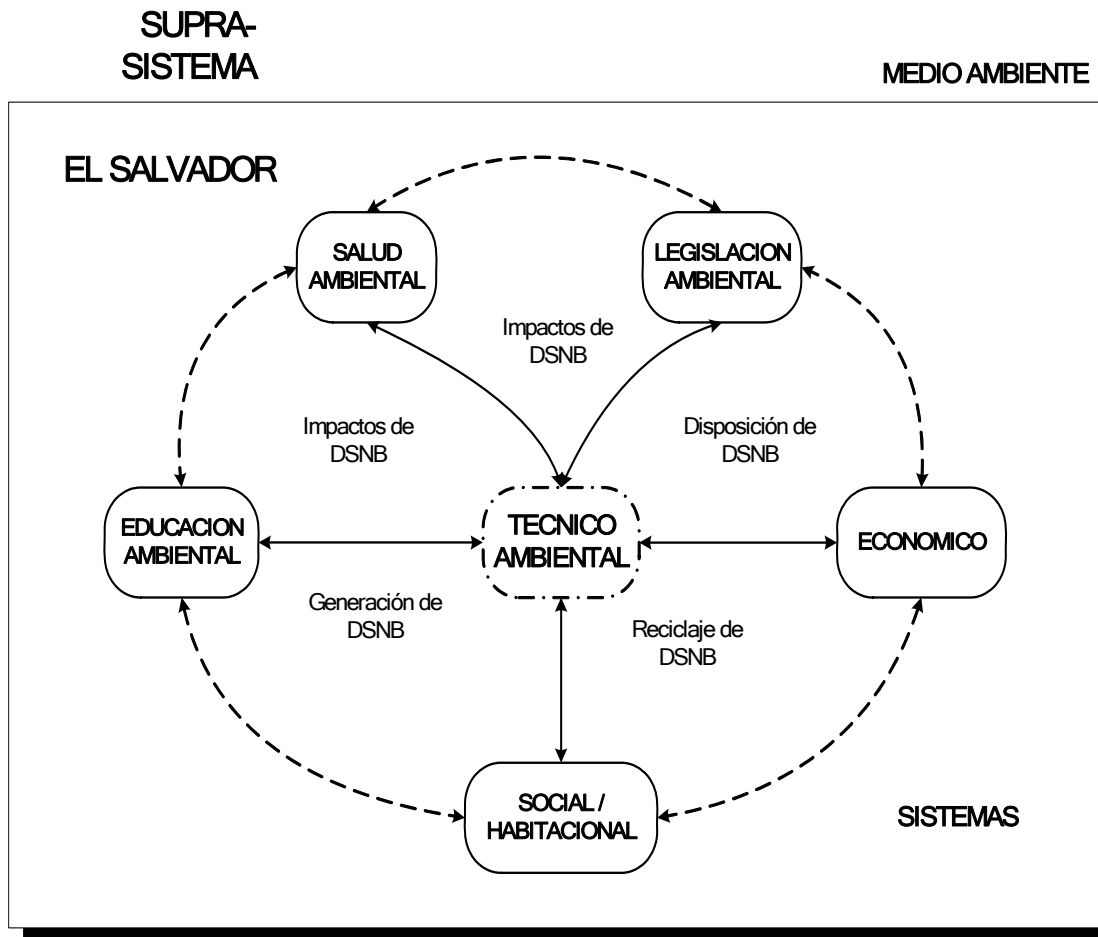 SUPRA-
SISTEMA
MEDIO AMBIENTE
EL SALVADOR
SALUD
AMBIENTAL
LEGISLACION
AMBIENTAL
Impactos de
DSNB
Impactos de
DSNB
Disposición de
DSNB
EDUCACION
AMBIENTAL
TECNICO
AMBIENTAL
ECONOMICO
Generación de
DSNB
Reciclaje de
DSNB
SOCIAL /
HABITACIONAL
SISTEMAS